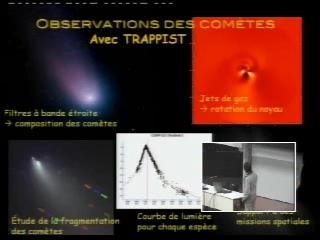 OBSERVATIONS DES COMÈTES
Avec TRAPPIST
Filtres à bande étroite
→ composition des comètes
Jets de gaz
→ rotation du noyau
Étude de la fragmentation
des comètes
Courbe de lumière
pour chaque espèce
missions spatiales